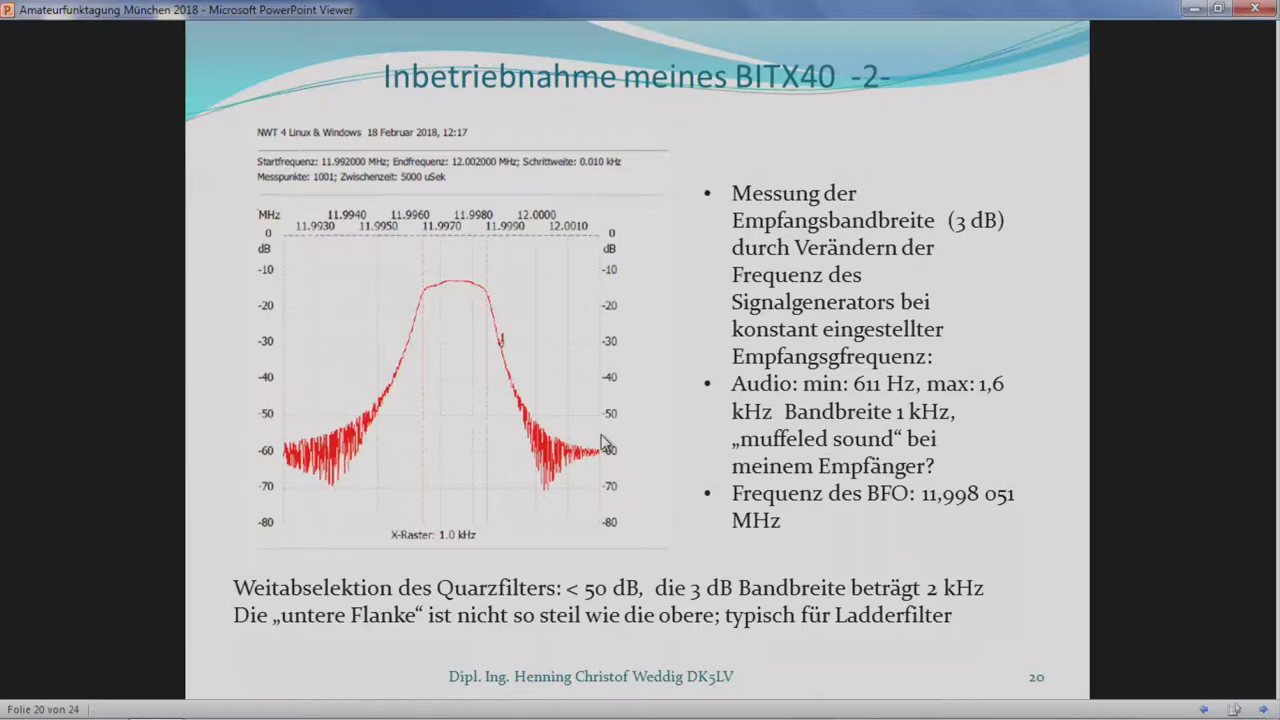 Amateurfunktagung München 2018 - Microsoft PowerPoint Viewer
Inbetriebnahme meines BITX40 -2-
NWT 4 Linux & Windows 18 Februar 2018, 12:17
Startfrequenz: 11.992000 MHz; Endfrequenz: 12.002000 MHz; Schrittweite: 0.010 kHz
Messpunkte: 1001; Zwischenzeit: 5000 uSek
MHz 11.9940 11.9960 11.9980 12.0000
11.9930 11.9950 11.9970 11.9990 12.0010
0 0
dB dB
-10 -10
-20 -20
-30 -30
-40 -40
-50 -50
-60 -60
-70 -70
-80 -80
X-Raster: 1.0 kHz
• Messung der
Empfangsbandbreite (3 dB)
durch Verändern der
Frequenz des
Signalgenerators bei
konstant eingestellter
Empfangsgfrequenz:
• Audio: min: 611 Hz, max: 1,6
kHz Bandbreite 1 kHz,
„muffeled sound“ bei
meinem Empfänger?
• Frequenz des BFO: 11,998 051
MHz
Weitabselektion des Quarzfilters: < 50 dB, die 3 dB Bandbreite beträgt 2 kHz
Die „untere Flanke“ ist nicht so steil wie die obere; typisch für Ladderfilter
Dipl. Ing. Henning Christof Weddig DK5LV
20
Folie 20 von 24